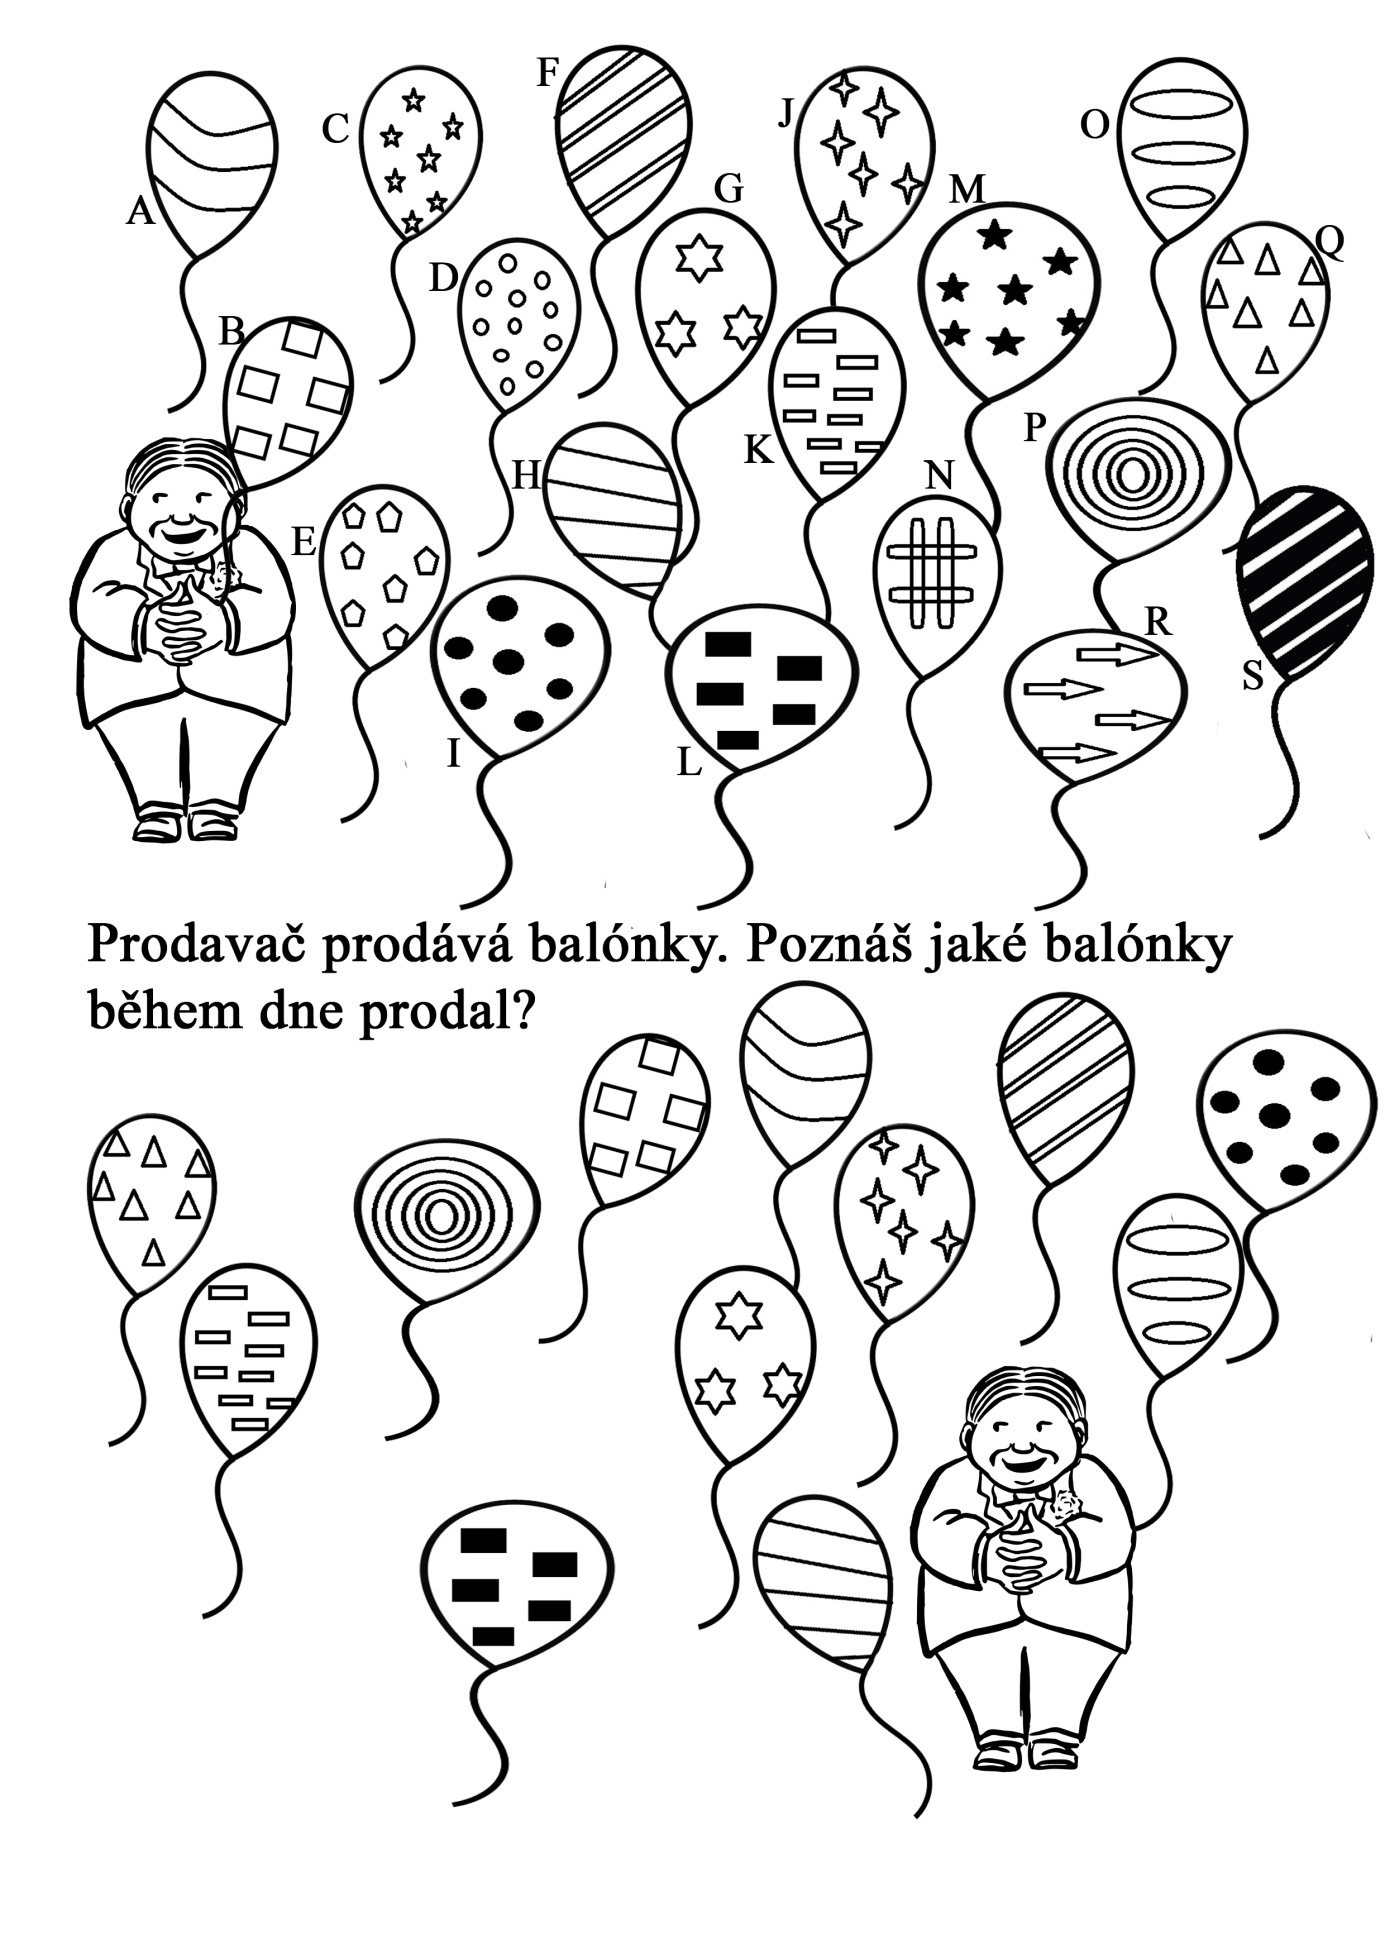 F
J
O
C
A
G
M
Q
D
B
P
H
K
N
E
R
S
I
L
Prodavač prodává balónky. Poznáš jaké balónky
během dne prodal?